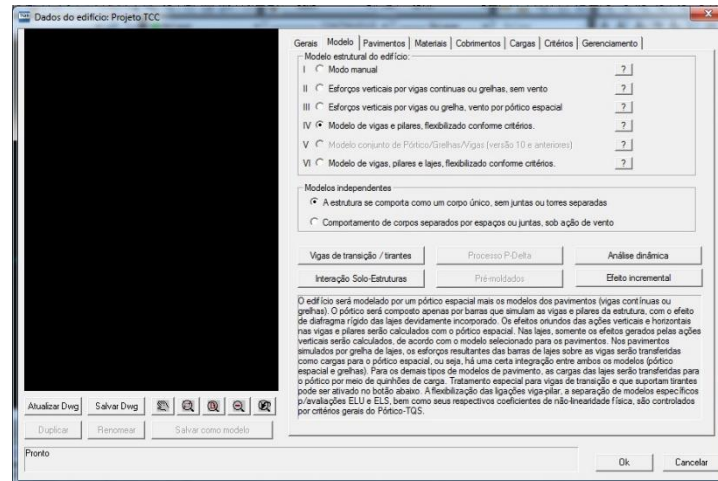 Dados do edifício: Projeto TCC
Gerais Modelo Pavimentos Materiais Cobrimentos Cargas Critérios Gerenciamento
Modelo estrutural do edifício:
I Modo manual ?
II Esforços verticais por vigas contínuas ou grelhas, sem vento ?
III Esforços verticais por vigas ou grelha, vento por pórtico espacial ?
IV Modelo de vigas e pilares, flexibilizado conforme critérios. ?
V Modelo conjunto de Pórtico/Grelhas/Vigas (versão 10 e anteriores) ?
VI Modelo de vigas, pilares e lajes, flexibilizado conforme critérios. ?
Modelos independentes
A estrutura se comporta como um corpo único, sem juntas ou torres separadas
Comportamento de corpos separados por espaços ou juntas, sob ação de vento
Vigas de transição / tirantes Processo P-Delta Análise dinâmica
Interação Solo-Estruturas Pré-moldados Efeito incremental
O edifício será modelado por um pórtico espacial mais os modelos dos pavimentos (vigas contínuas ou
grelhas). O pórtico será composto apenas por barras que simulam as vigas e pilares da estrutura, com o efeito
de diafragma rígido das lajes devidamente incorporado. Os efeitos oriundos das ações verticais e horizontais
nas vigas e pilares serão calculados com o pórtico espacial. Nas lajes, somente os efeitos gerados pelas ações
verticais serão calculados, de acordo com o modelo selecionado para os pavimentos. Nos pavimentos
simulados por grelha de lajes, os esforços resultantes das barras de lajes sobre as vigas serão transferidas
como cargas para o pórtico espacial, ou seja, há uma certa integração entre ambos os modelos (pórtico
espacial e grelhas). Para os demais tipos de modelos de pavimento, as cargas das lajes serão transferidas para
o pórtico por meio de quinhões de carga. Tratamento especial para vigas de transição e que suportam tirantes
pode ser ativado no botão abaixo. A flexibilização das ligações viga-pilar, a separação de modelos específicos
p/avaliações ELU e ELS, bem como seus respectivos coeficientes de não-linearidade física, são controlados
por critérios gerais do Pórtico-TQS.
Atualizar Dwg Salvar Dwg
Duplicar Renomear Salvar como modelo
Pronto
Ok Cancelar